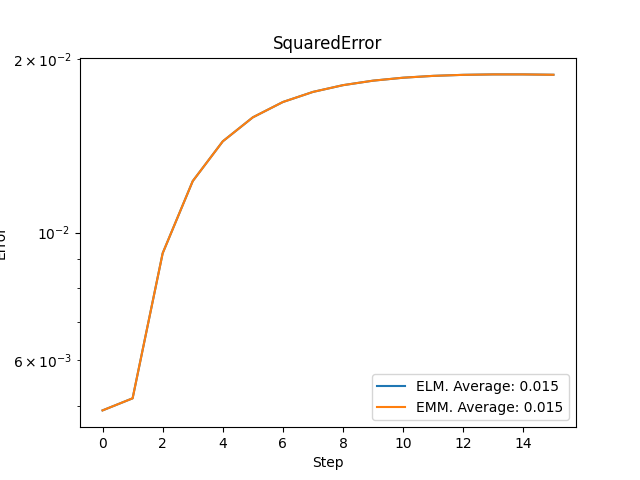 SquaredError
2 × 10⁻²
10⁻²
6 × 10⁻³
Error
ELM. Average: 0.015
EMM. Average: 0.015
0 2 4 6 8 10 12 14
Step